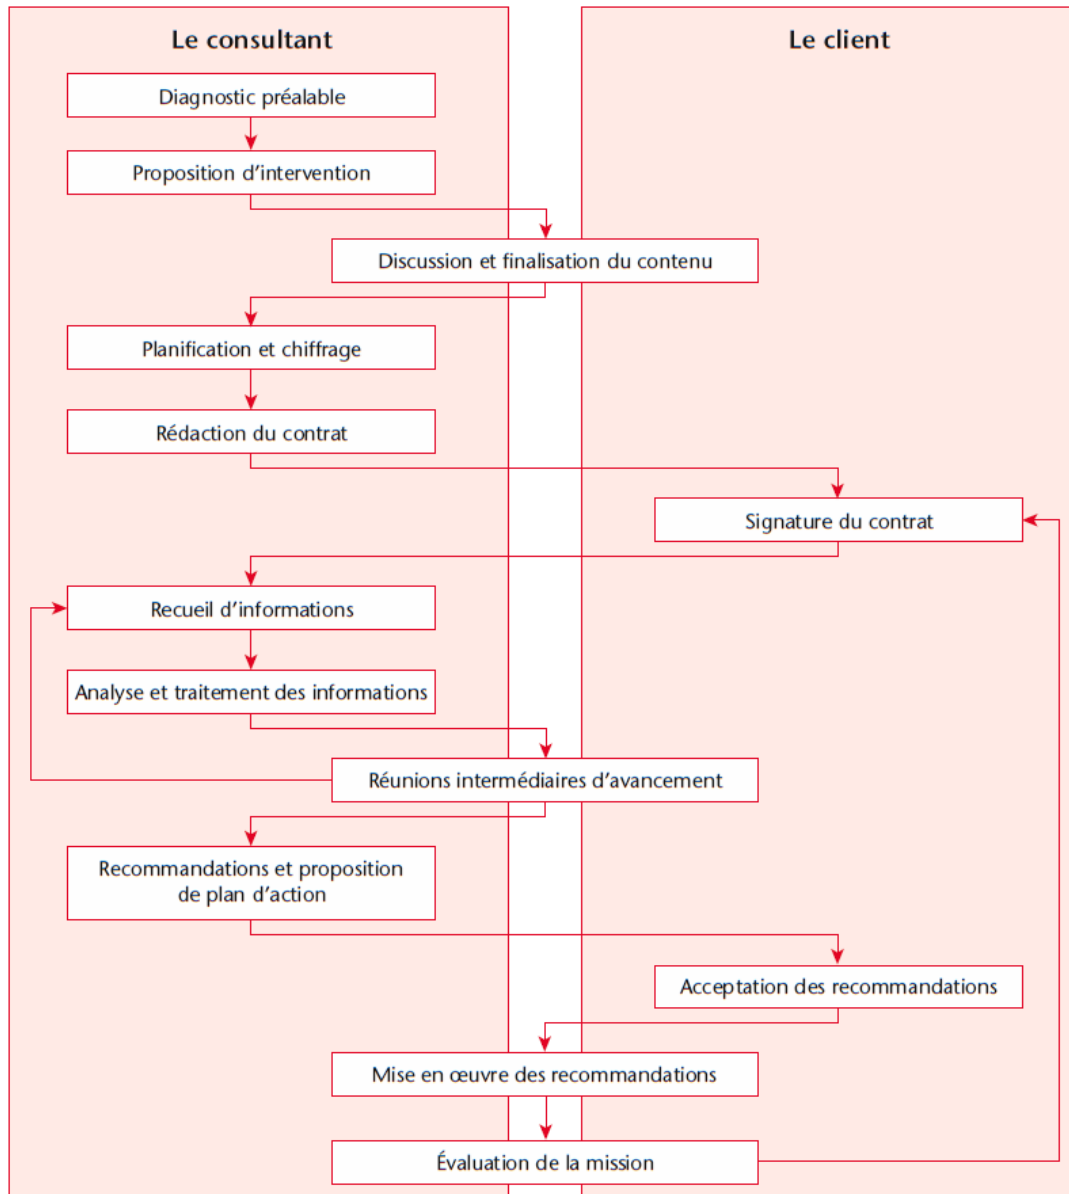 Le consultant
Le client
Diagnostic préalable
Proposition d’intervention
Discussion et finalisation du contenu
Planification et chiffrage
Rédaction du contrat
Signature du contrat
Recueil d’informations
Analyse et traitement des informations
Réunions intermédiaires d’avancement
Recommandations et proposition
de plan d’action
Acceptation des recommandations
Mise en œuvre des recommandations
Évaluation de la mission